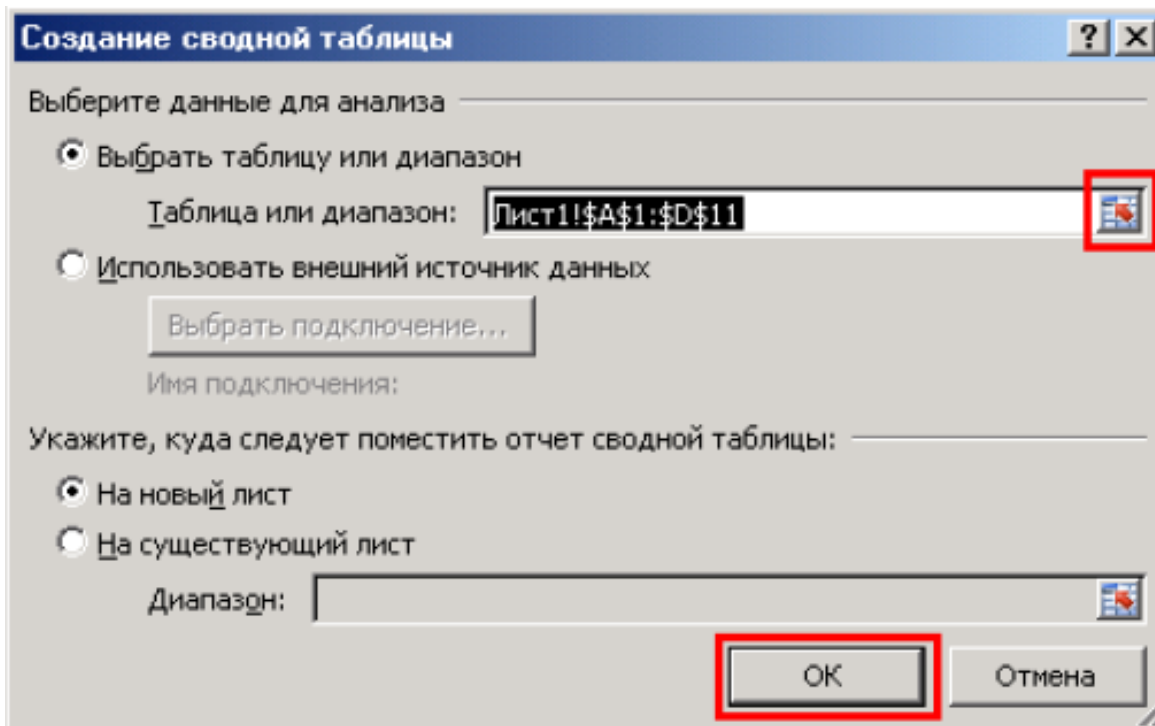 Создание сводной таблицы
Выберите данные для анализа
Выбрать таблицу или диапазон
Таблица или диапазон: Лист1!$A$1:$D$11
Использовать внешний источник данных
Выбрать подключение...
Имя подключения:
Укажите, куда следует поместить отчет сводной таблицы:
На новый лист
На существующий лист
Диапазон:
ОК Отмена